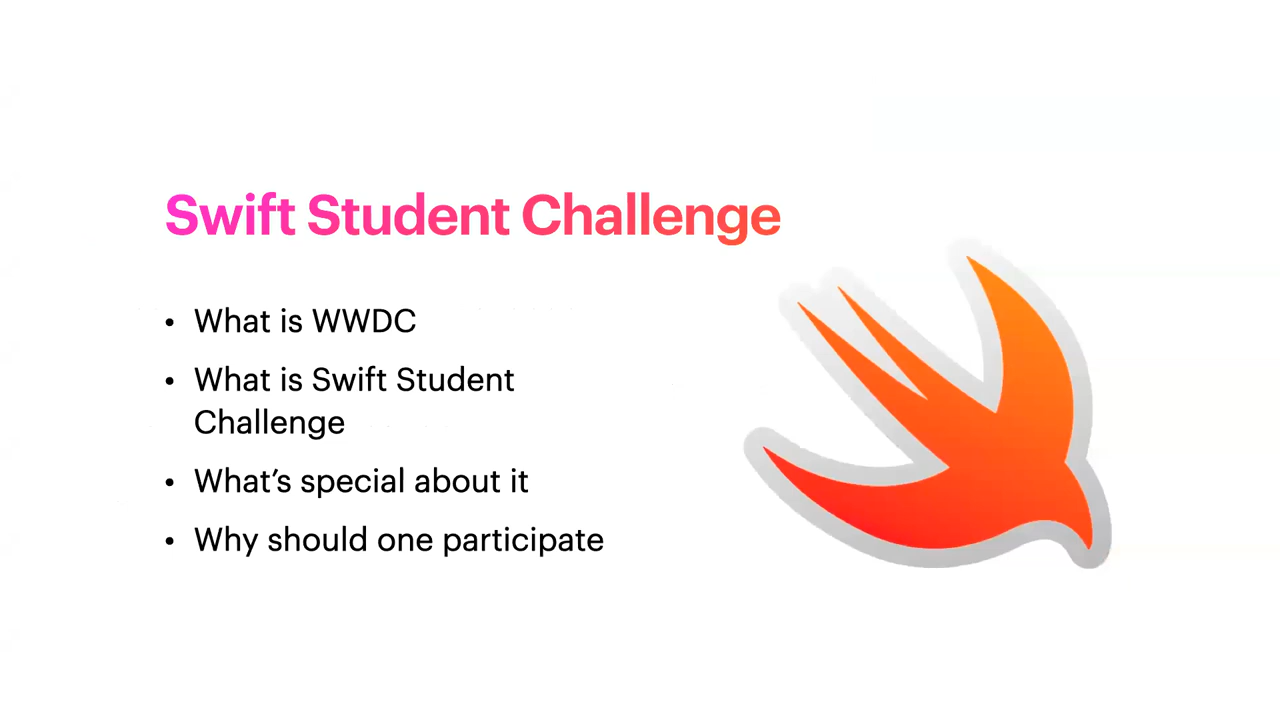 Swift Student Challenge
• What is WWDC
• What is Swift Student
Challenge
• What’s special about it
• Why should one participate